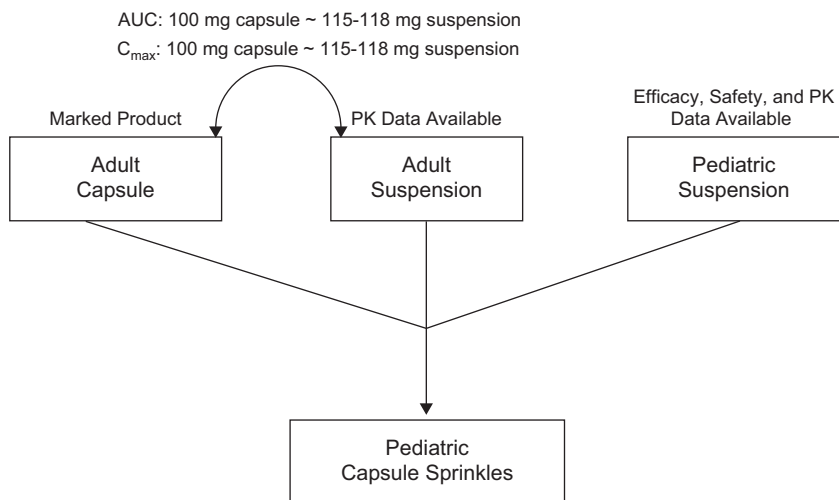 AUC: 100 mg capsule ~ 115-118 mg suspension
Cmax: 100 mg capsule ~ 115-118 mg suspension
Marked Product
PK Data Available
Efficacy, Safety, and PK
Data Available
Adult
Capsule
Adult
Suspension
Pediatric
Suspension
Pediatric
Capsule Sprinkles